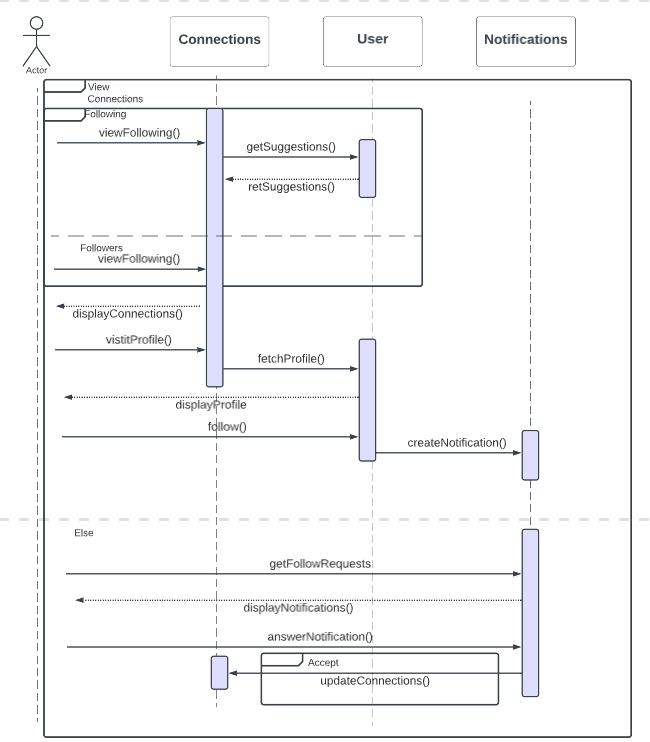 Connections
User
Notifications
Actor
View
Connections
Following
viewFollowing()
getSuggestions()
retSuggestions()
Followers
viewFollowing()
displayConnections()
vistitProfile()
fetchProfile()
displayProfile
follow()
createNotification()
Else
getFollowRequests
displayNotifications()
answerNotification()
Accept
updateConnections()